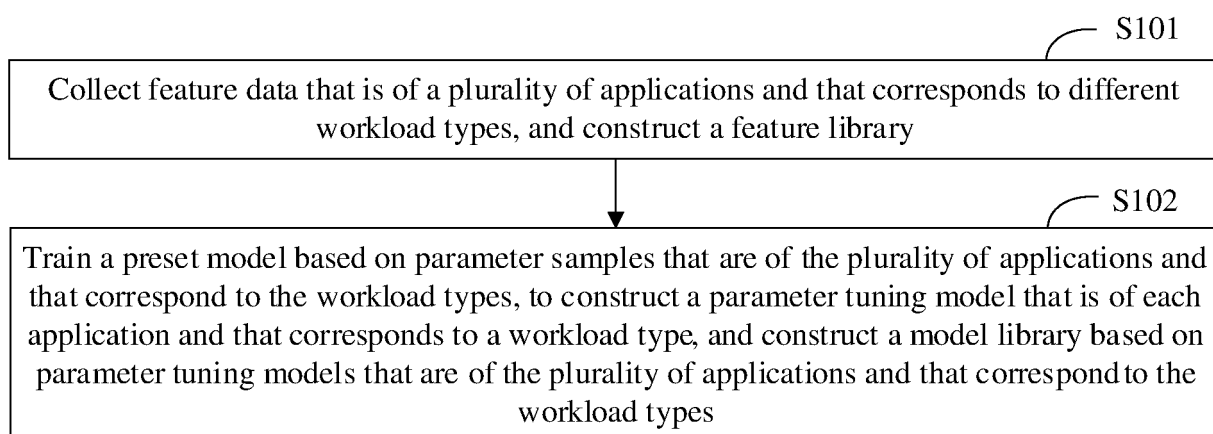 S101
Collect feature data that is of a plurality of applications and that corresponds to different
workload types, and construct a feature library
S102
Train a preset model based on parameter samples that are of the plurality of applications and
that correspond to the workload types, to construct a parameter tuning model that is of each
application and that corresponds to a workload type, and construct a model library based on
parameter tuning models that are of the plurality of applications and that correspond to the
workload types